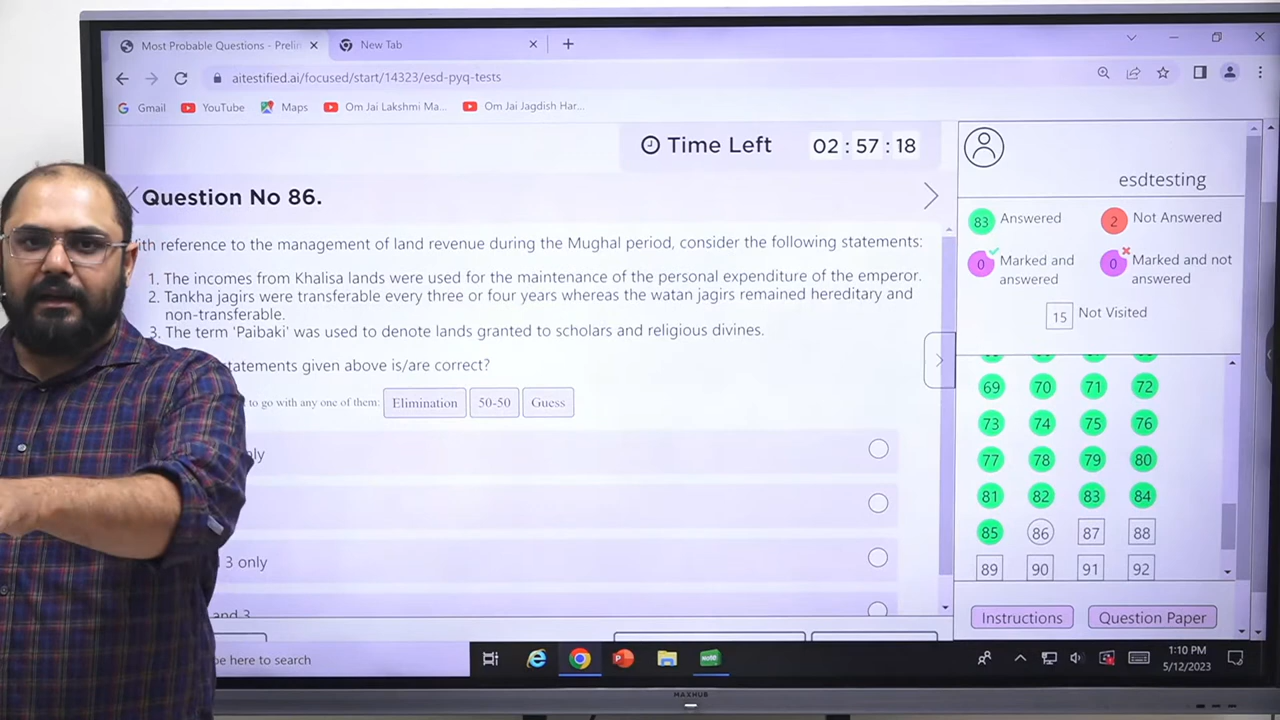 Most Probable Questions - Prelin
New Tab
aitestified.ai/focused/start/14323/esd-pyq-tests
Gmail YouTube Maps Om Jai Lakshmi Ma... Om Jai Jagdish Har...
Time Left 02 : 57 : 18
Question No 86.
ith reference to the management of land revenue during the Mughal period, consider the following statements:
1. The incomes from Khalisa lands were used for the maintenance of the personal expenditure of the emperor.
2. Tankha jagirs were transferable every three or four years whereas the watan jagirs remained hereditary and
non-transferable.
3. The term 'Paibaki' was used to denote lands granted to scholars and religious divines.
tatements given above is/are correct?
to go with any one of them: Elimination 50-50 Guess
only
3 only
and 3
esdtesting
83 Answered 2 Not Answered
0 Marked and answered 0 Marked and not answered
15 Not Visited
69 70 71 72
73 74 75 76
77 78 79 80
81 82 83 84
85 86 87 88
89 90 91 92
Instructions Question Paper
be here to search
1:10 PM
5/12/2023
MAXHUB